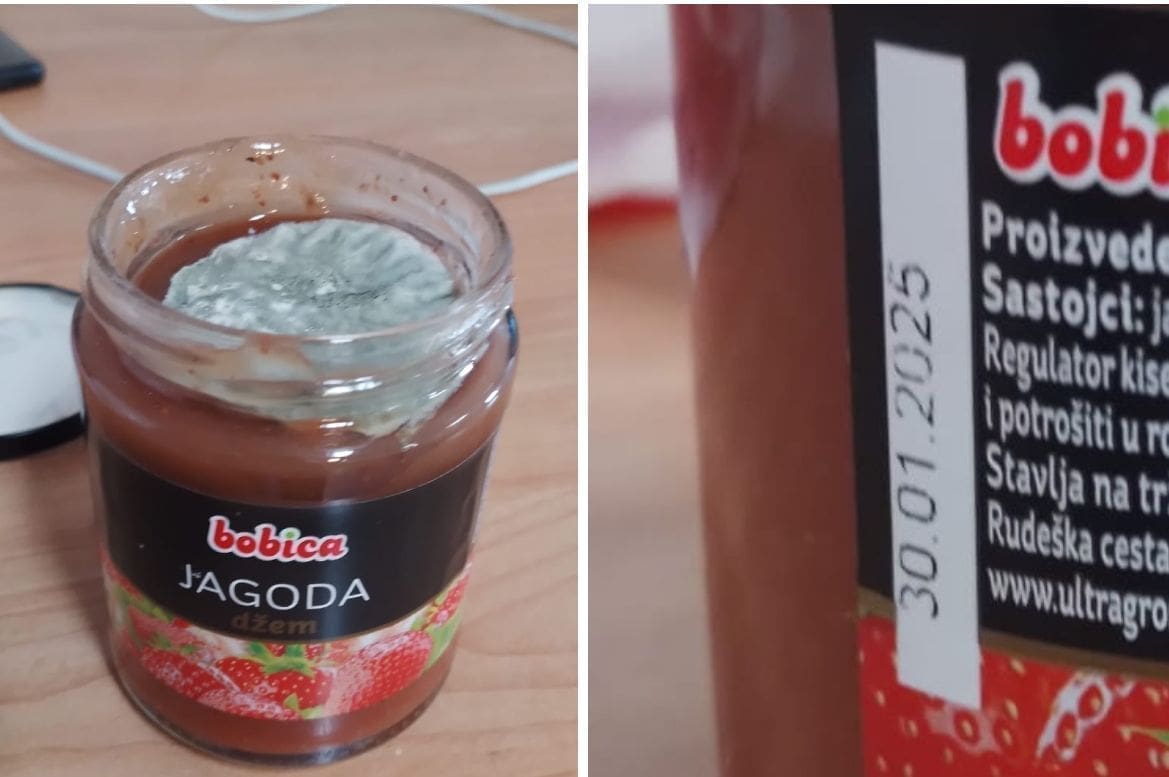 bobica
JAGODA
džem
30.01.2025
bobi
Proizvede
Sastojci:
Regulator kise
i potrošiti u ro
Stavlja na tr
Rudeška cesta
www.ultragro